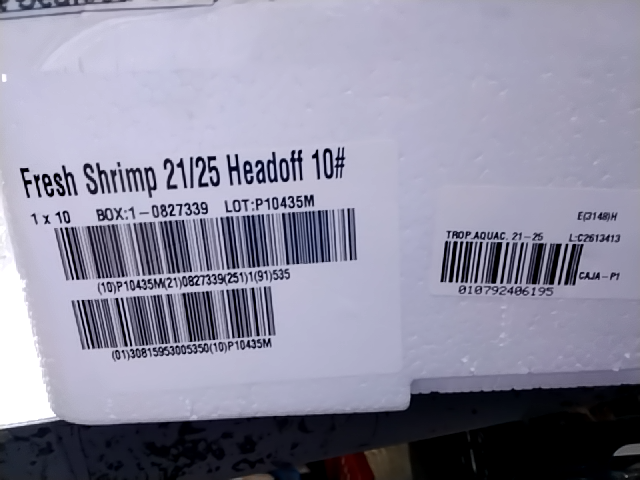 Fresh Shrimp 21/25 Headoff 10#
1 x 10 BOX:1-0827339 LOT:P10435M
(10)P10435M(21)0827339(251)1(91)535
(01)30815953005350(10)P10435M
E(3148)H
TROP.AQUAC. 21-25 L:C2613413
CAJA-P1
010792406195